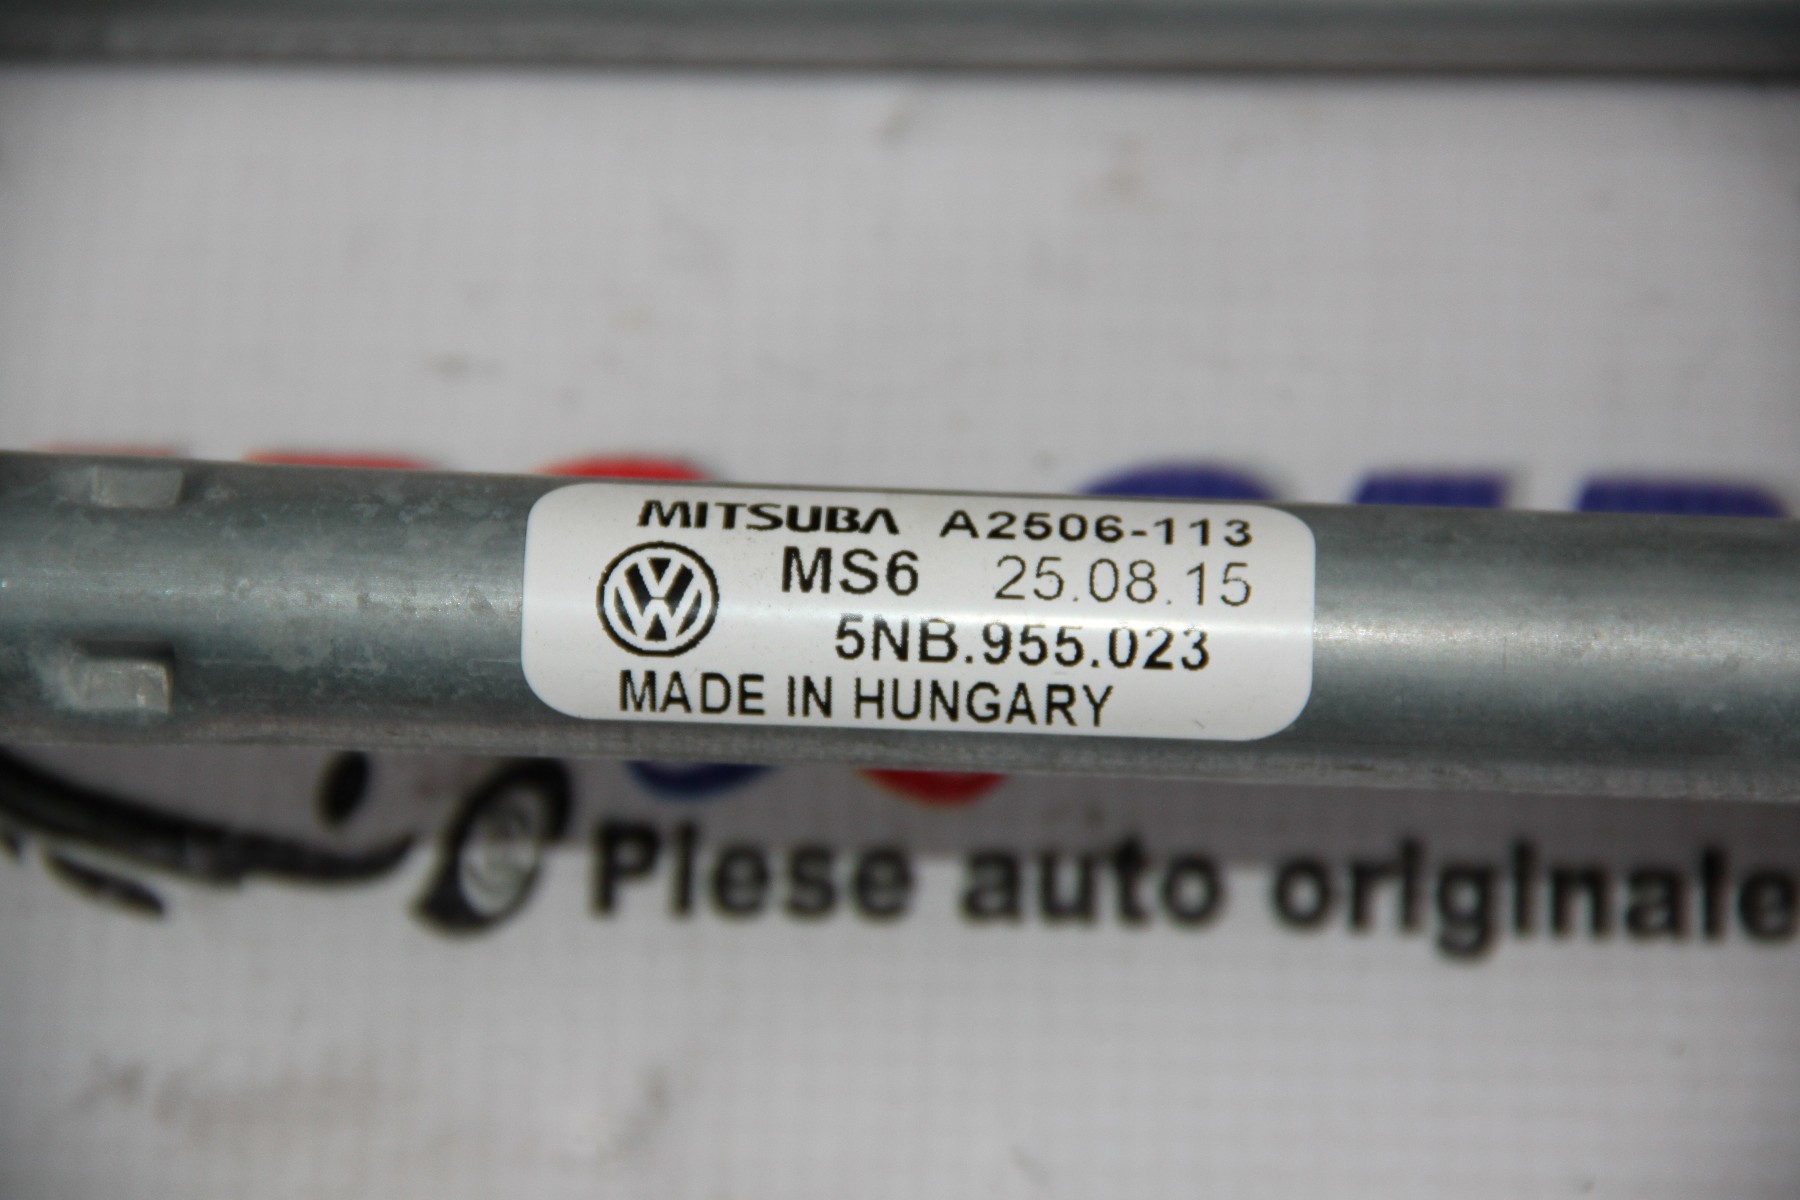 MITSUBA A2506-113
MS6 25.08.15
5NB.955.023
MADE IN HUNGARY
Piese auto originale